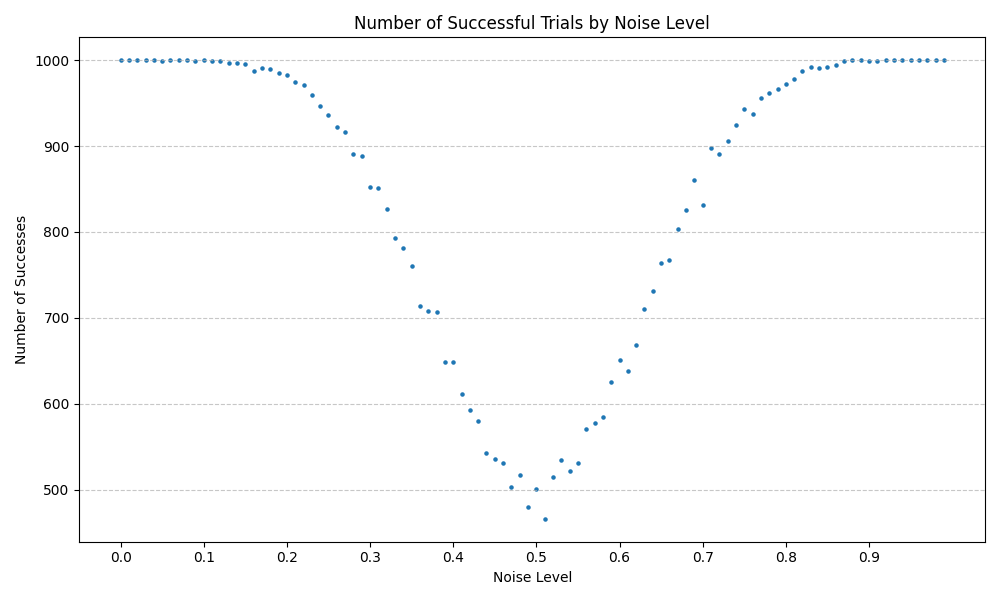 Number of Successful Trials by Noise Level
1000
900
800
700
600
500
Number of Successes
0.0 0.1 0.2 0.3 0.4 0.5 0.6 0.7 0.8 0.9
Noise Level